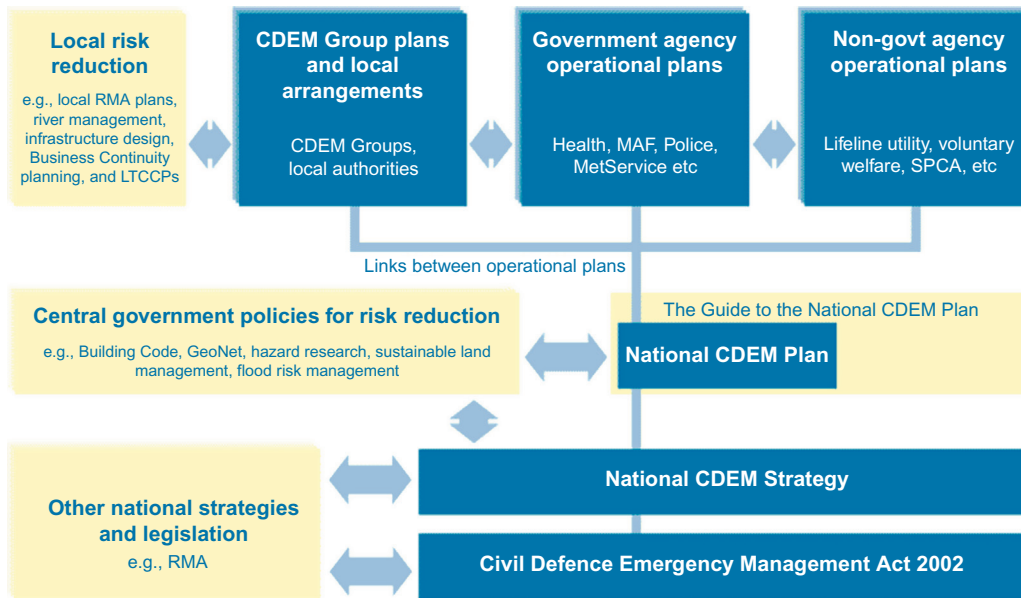 Local risk
reduction
e.g., local RMA plans,
river management,
infrastructure design,
Business Continuity
planning, and LTCCPs
CDEM Group plans
and local
arrangements
CDEM Groups,
local authorities
Government agency
operational plans
Health, MAF, Police,
MetService etc
Non-govt agency
operational plans
Lifeline utility, voluntary
welfare, SPCA, etc
Links between operational plans
Central government policies for risk reduction
e.g., Building Code, GeoNet, hazard research, sustainable land
management, flood risk management
The Guide to the National CDEM Plan
National CDEM Plan
Other national strategies
and legislation
e.g., RMA
National CDEM Strategy
Civil Defence Emergency Management Act 2002